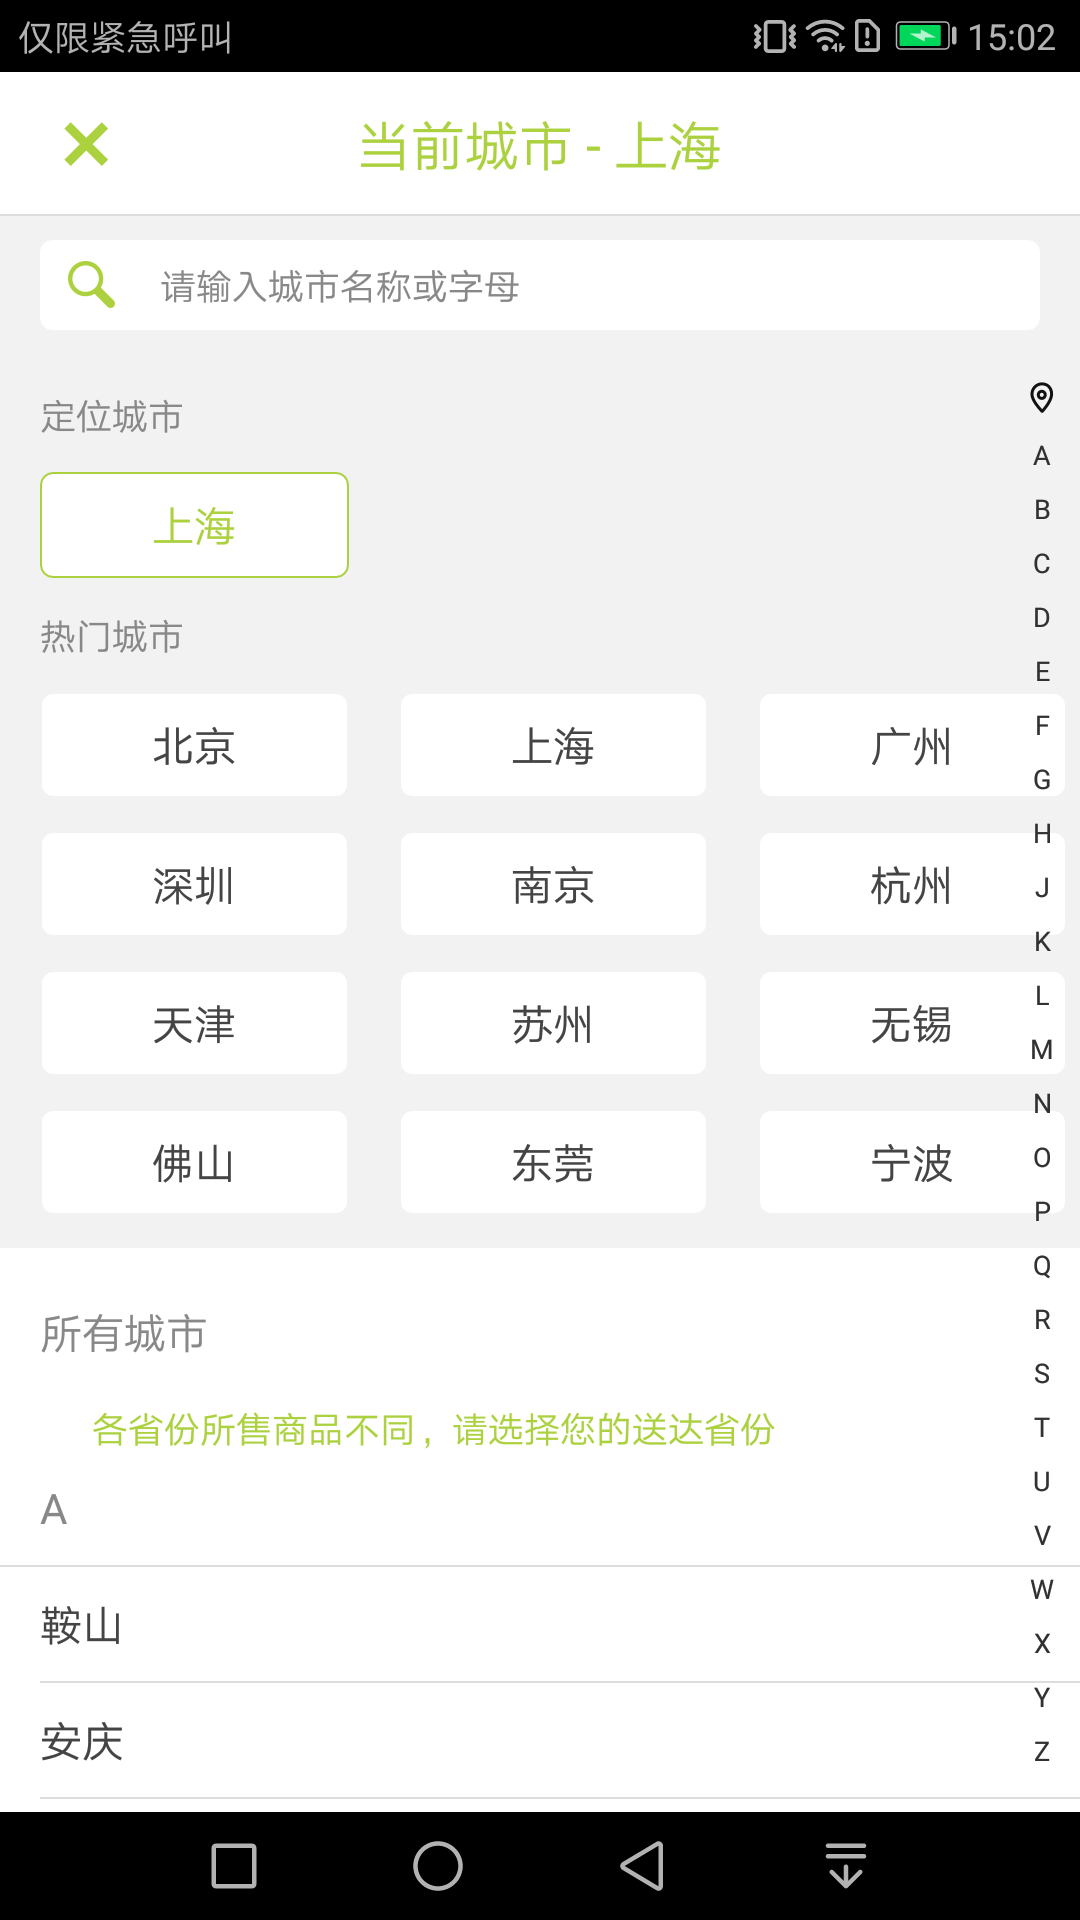 仅限紧急呼叫 15:02
当前城市 - 上海
请输入城市名称或字母
定位城市
上海
热门城市
北京 上海 广州
深圳 南京 杭州
天津 苏州 无锡
佛山 东莞 宁波
所有城市
各省份所售商品不同，请选择您的送达省份
A
鞍山
安庆
A
B
C
D
E
F
G
H
J
K
L
M
N
O
P
Q
R
S
T
U
V
W
X
Y
Z